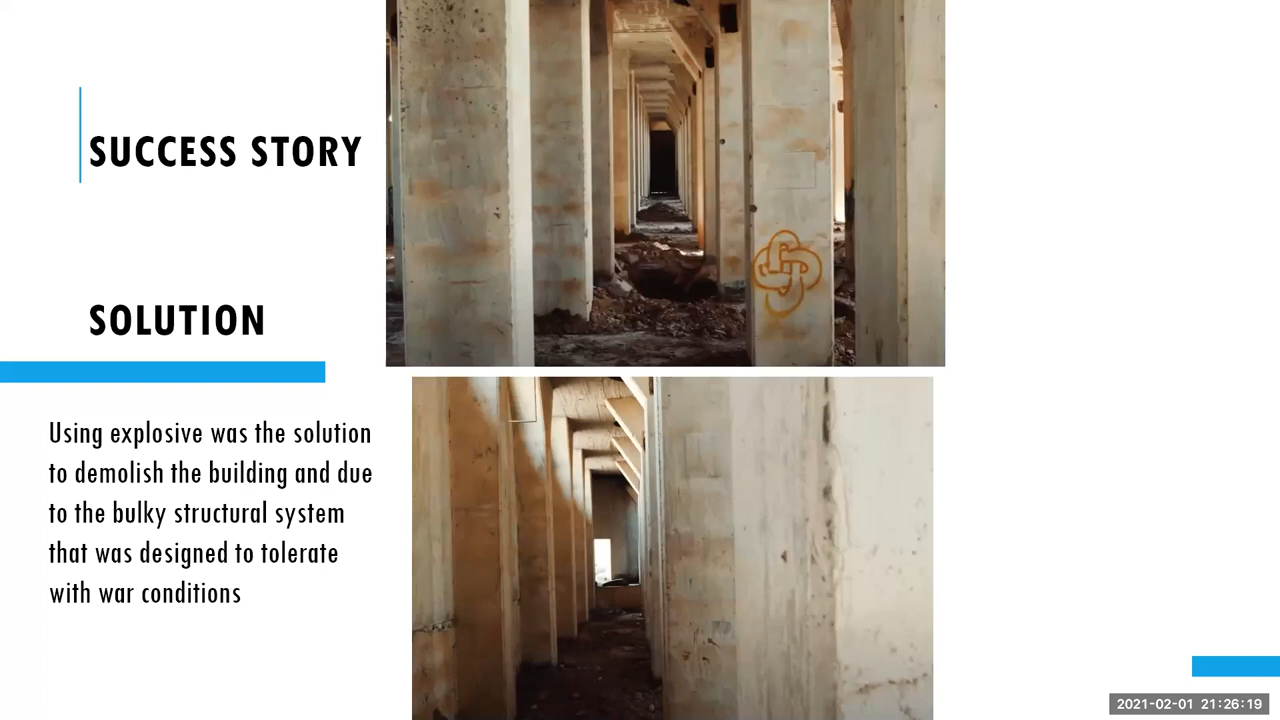 SUCCESS STORY
SOLUTION
Using explosive was the solution
to demolish the building and due
to the bulky structural system
that was designed to tolerate
with war conditions
2021-02-01 21:26:19